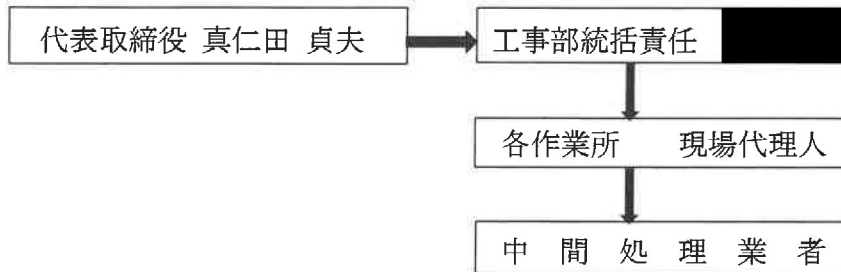 代表取締役 真仁田 貞夫
工事部統括責任
各作業所 現場代理人
中間処理業者